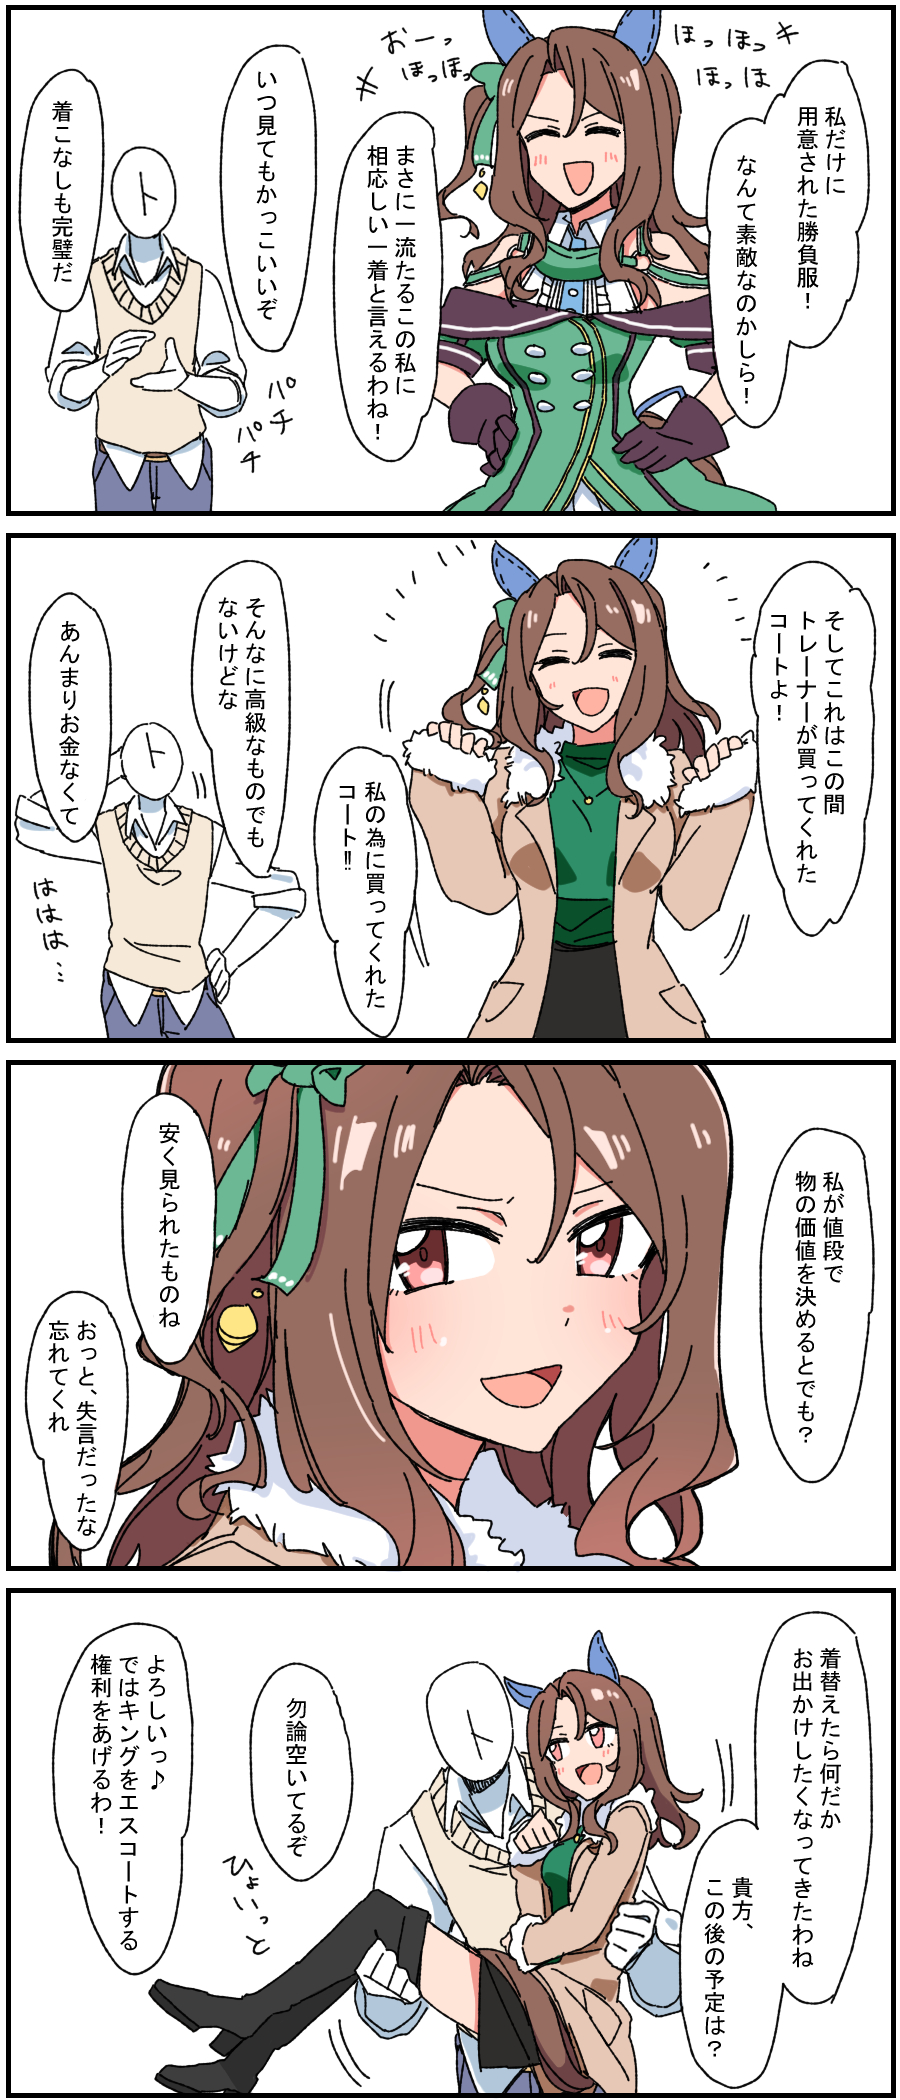 私だけに
用意された勝負服！
なんて素敵なのかしら！
ほっほっ
ほっほ
おーっ
ほっほっ
まさに一流たるこの私に
相応しい一着と言えるわね！
いつ見てもかっこいいぞ
着こなしも完璧だ
パチ
パチ
ト
そしてこれはこの間
トレーナーが買ってくれた
コートよ！
私の為に買ってくれた
コート!!
そんなに高級なものでも
ないけどな
あんまりお金なくて
ははは…
ト
私が値段で
物の価値を決めるとでも？
安く見られたものね
おっと、失言だったな
忘れてくれ
着替えたら何だか
お出かけしたくなってきたわね
貴方、
この後の予定は？
勿論空いてるぞ
ひょいっと
よろしいっ♪
ではキングをエスコートする
権利をあげるわ！
ト